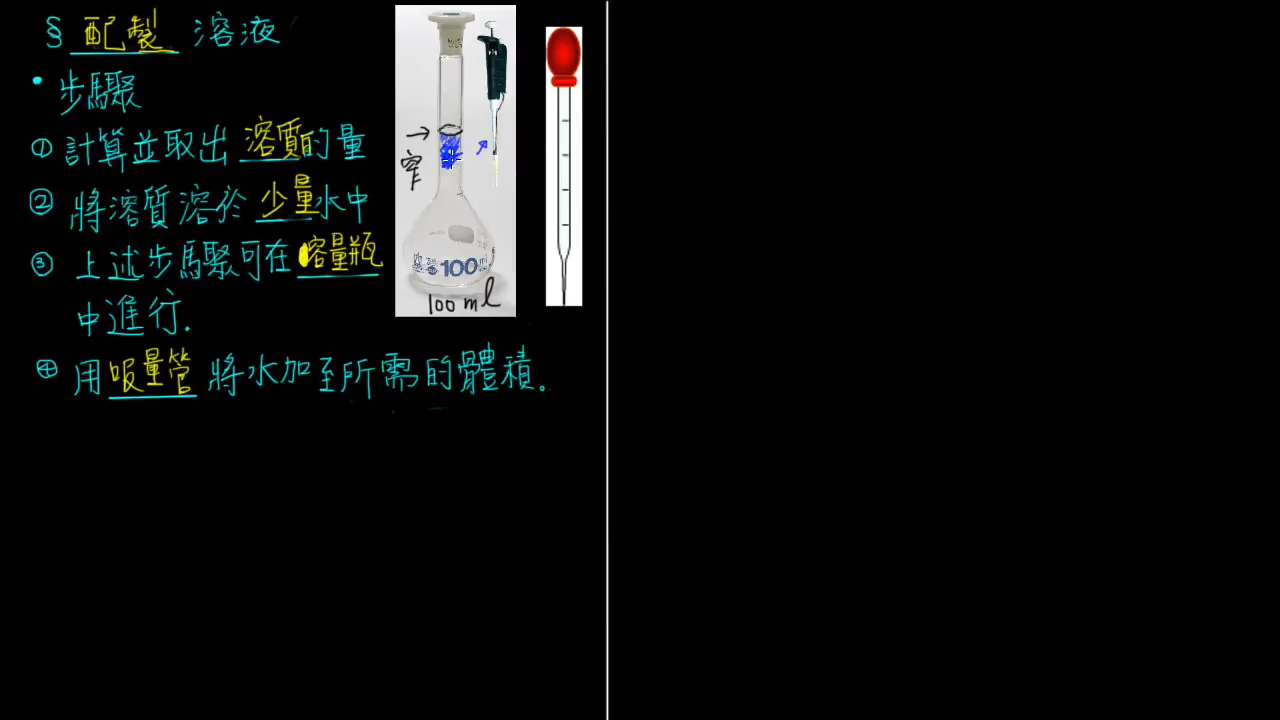 § 配製 溶液
• 步驟
① 計算並取出 溶質的量
② 將溶質溶於 少量水中
③ 上述步驟可在 容量瓶
中進行.
④ 用吸量管 將水加至所需的體積。
→
窄
100 ml
100 ml